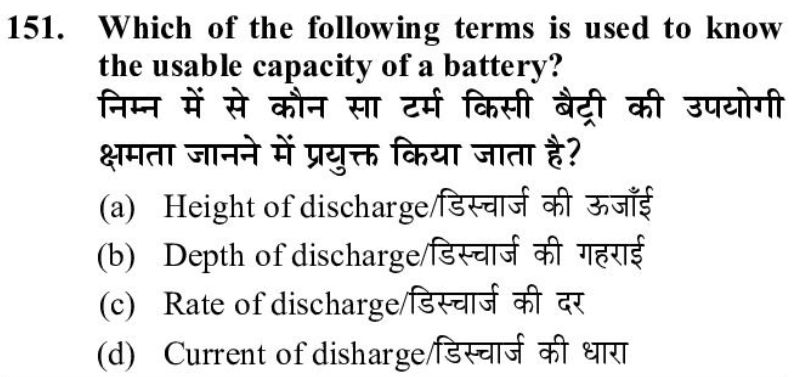 151. Which of the following terms is used to know
the usable capacity of a battery?
निम्न में से कौन सा टर्म किसी बैट्री की उपयोगी
क्षमता जानने में प्रयुक्त किया जाता है?
(a) Height of discharge/डिस्चार्ज की ऊजाँई
(b) Depth of discharge/डिस्चार्ज की गहराई
(c) Rate of discharge/डिस्चार्ज की दर
(d) Current of disharge/डिस्चार्ज की धारा